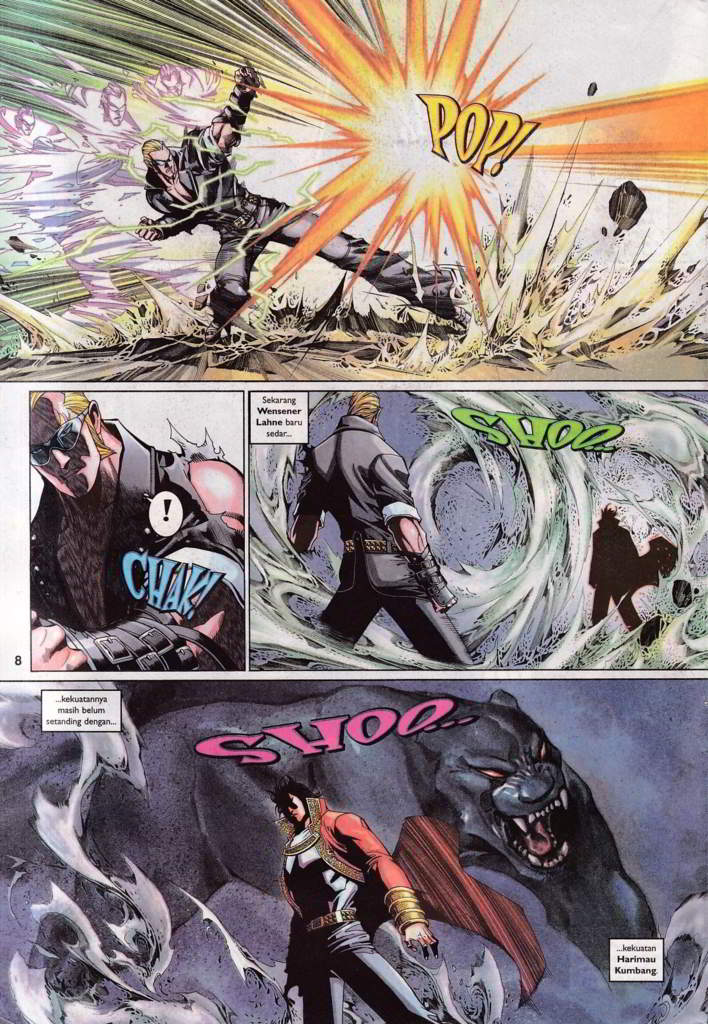 POP!
!
CHAK!
Sekarang
Wensener
Lahne baru
sedar...
SHOO...
8
...kekuatannya
masih belum
setanding dengan...
SHOO...
...kekuatan
Harimau
Kumbang.